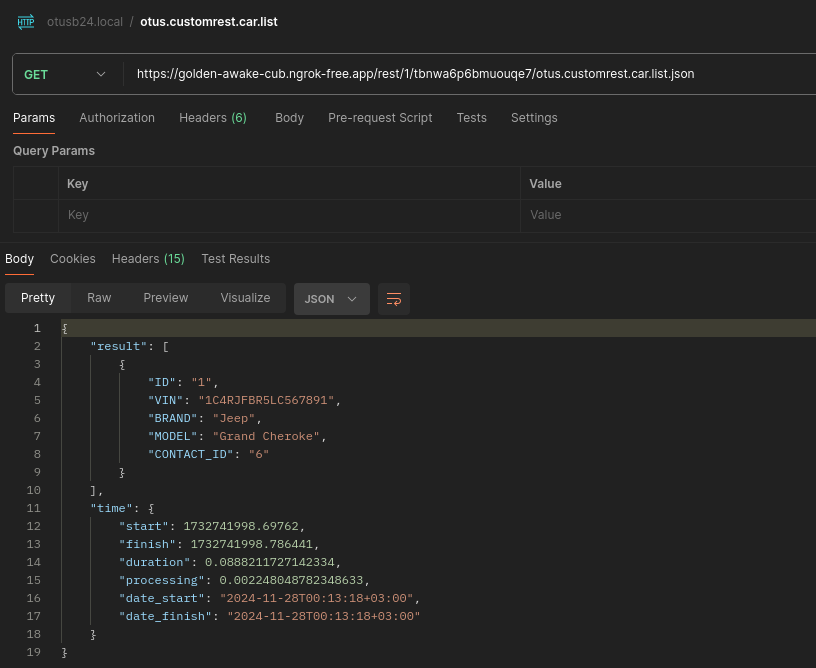 HTTP otusb24.local / otus.customrest.car.list
GET https://golden-awake-cub.ngrok-free.app/rest/1/tbnwa6p6bmuouqe7/otus.customrest.car.list.json
Params Authorization Headers (6) Body Pre-request Script Tests Settings
Query Params
Key Value
Key Value
Body Cookies Headers (15) Test Results
Pretty Raw Preview Visualize JSON
1 {
2 "result": [
3 {
4 "ID": "1",
5 "VIN": "1C4RJFBR5LC567891",
6 "BRAND": "Jeep",
7 "MODEL": "Grand Cheroke",
8 "CONTACT_ID": "6"
9 }
10 ],
11 "time": {
12 "start": 1732741998.69762,
13 "finish": 1732741998.786441,
14 "duration": 0.0888211727142334,
15 "processing": 0.002248048782348633,
16 "date_start": "2024-11-28T00:13:18+03:00",
17 "date_finish": "2024-11-28T00:13:18+03:00"
18 }
19 }